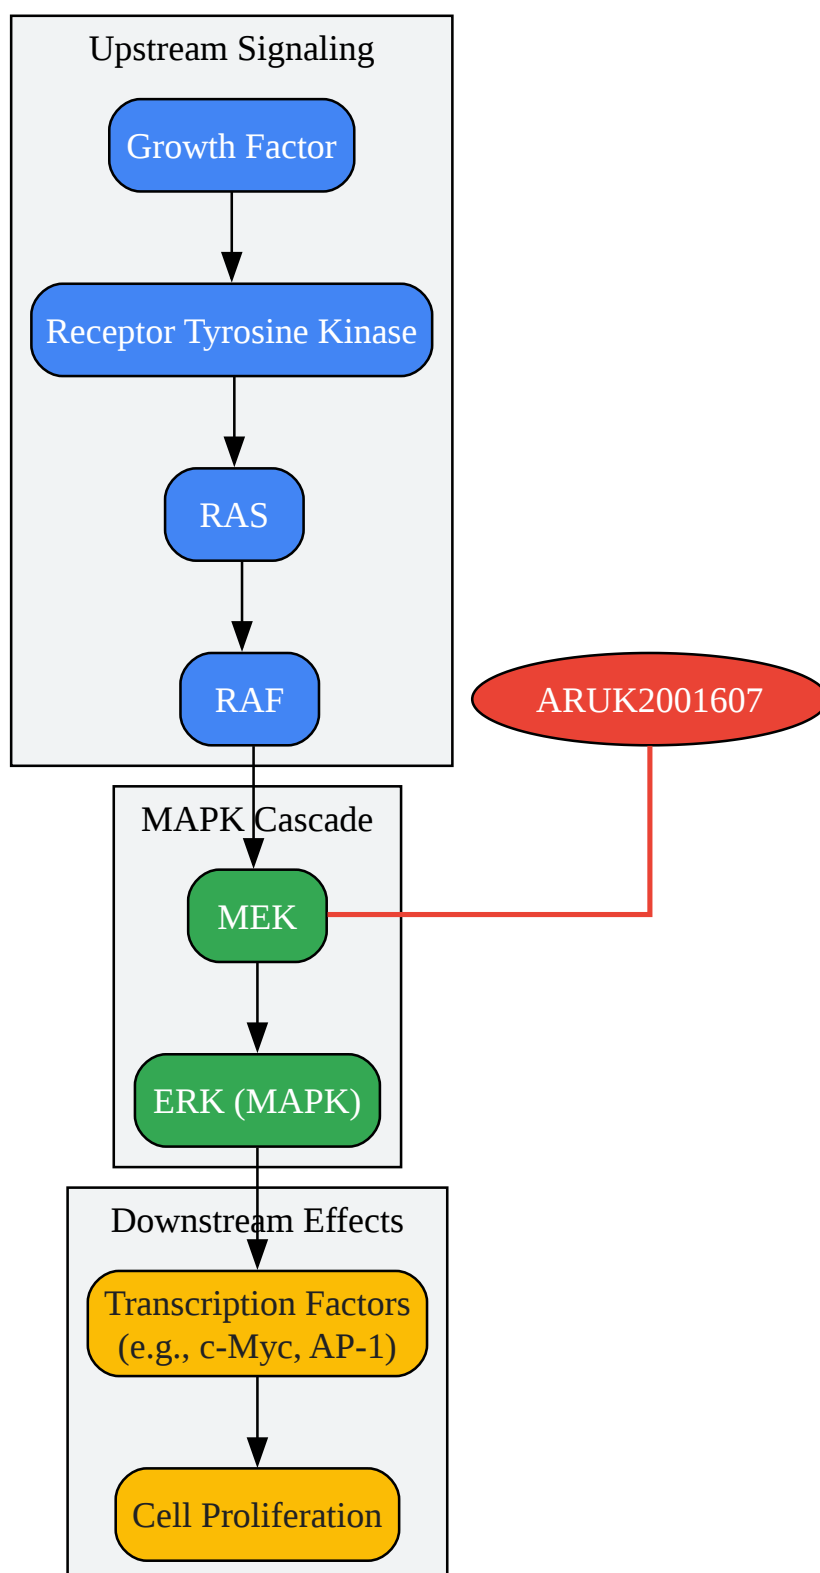 Upstream Signaling
Growth Factor
Receptor Tyrosine Kinase
RAS
RAF
ARUK2001607
MAPK Cascade
MEK
ERK (MAPK)
Downstream Effects
Transcription Factors
(e.g., c-Myc, AP-1)
Cell Proliferation